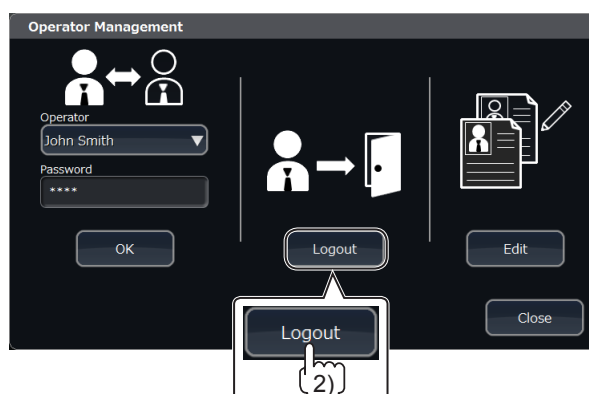 Operator Management
Operator
John Smith
Password
****
OK
Logout
Edit
Close
Logout
2)